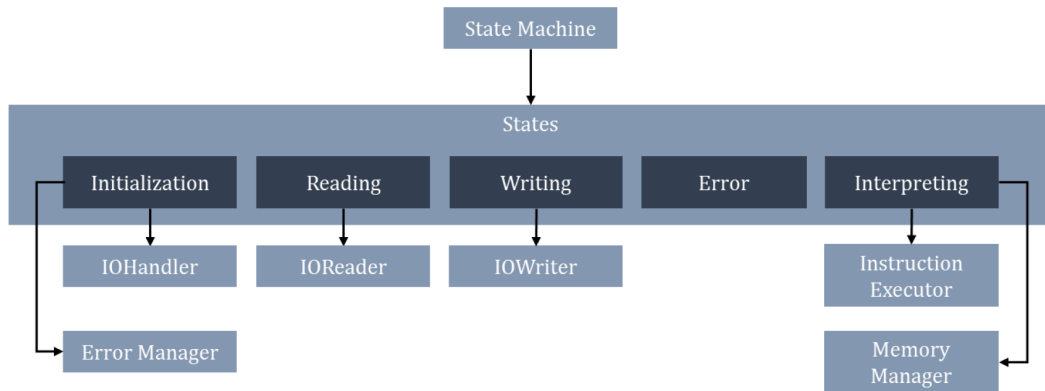 State Machine
States
Initialization
Reading
Writing
Error
Interpreting
IOHandler
IOReader
IOWriter
Instruction
Executor
Error Manager
Memory
Manager